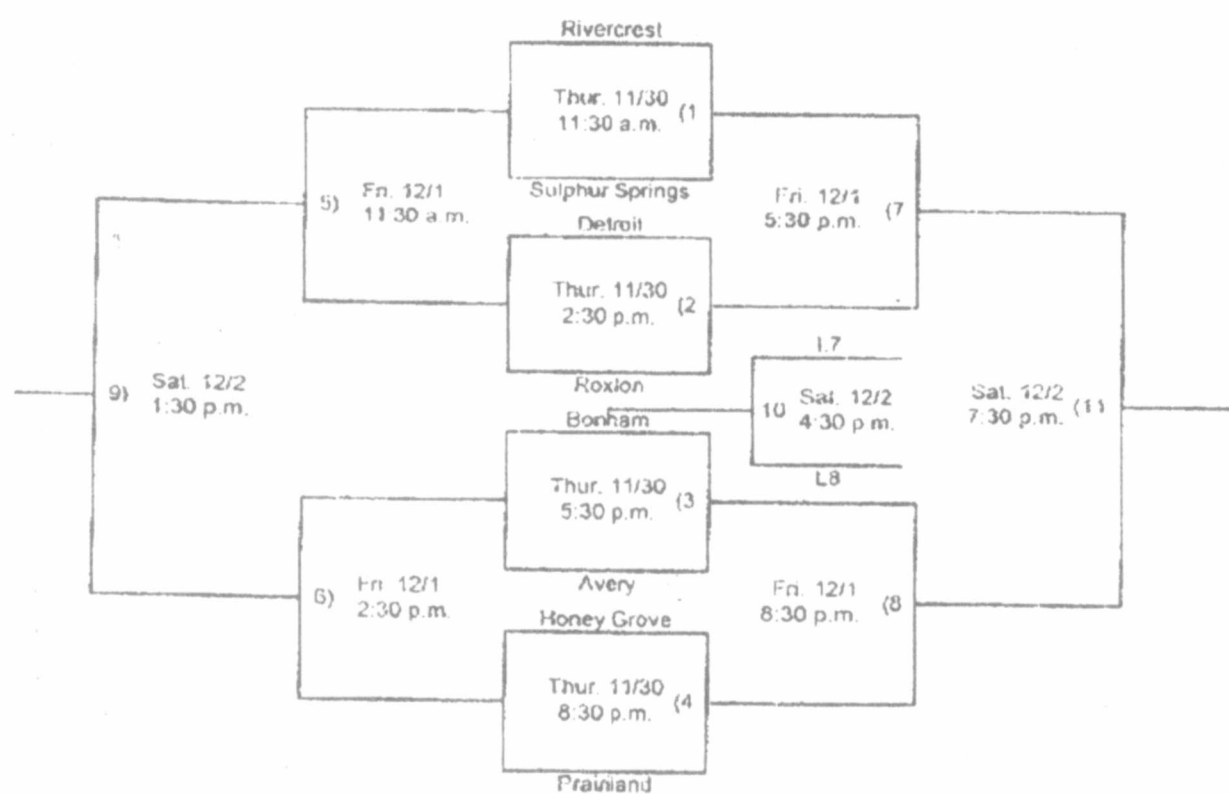 Rivercrest
Thur. 11/30
11:30 a.m. (1
Sulphur Springs
5) Fri. 12/1
11:30 a.m.
Fri. 12/1
5:30 p.m. (7
Detroit
Thur. 11/30
2:30 p.m. (2
Roxton
L7
9) Sat. 12/2
1:30 p.m.
10 Sat. 12/2
4:30 p.m.
L8
Sat. 12/2
7:30 p.m. (11
Bonham
Thur. 11/30
5:30 p.m. (3
Avery
6) Fri. 12/1
2:30 p.m.
Fri. 12/1
8:30 p.m. (8
Honey Grove
Thur. 11/30
8:30 p.m. (4
Prairiland